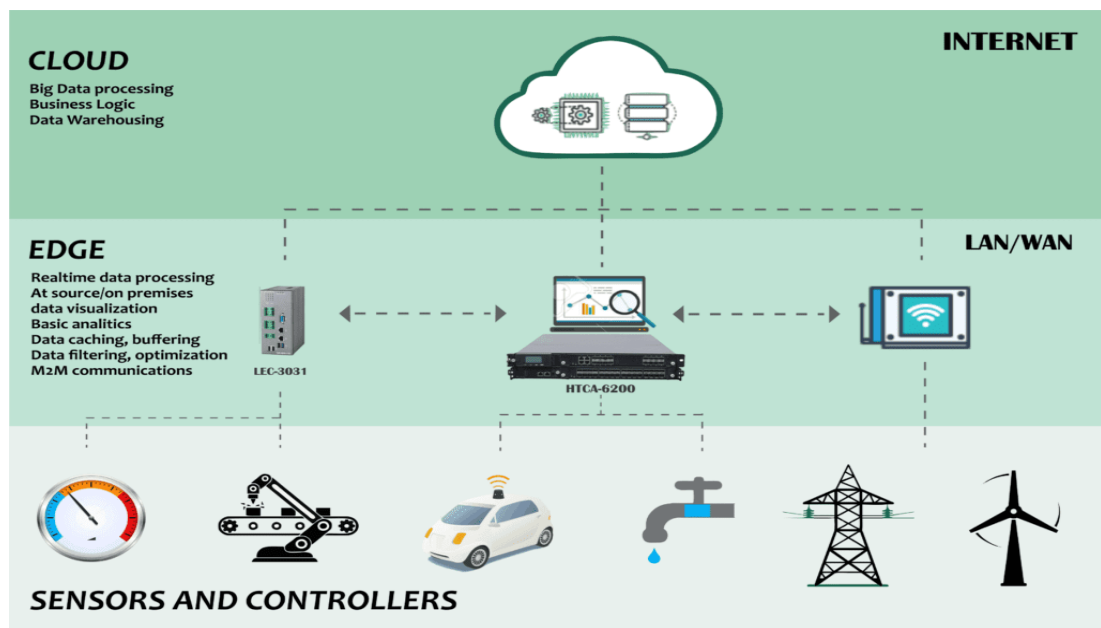 CLOUD
Big Data processing
Business Logic
Data Warehousing
INTERNET
EDGE
Realtime data processing
At source/on premises
data visualization
Basic analitics
Data caching, buffering
Data filtering, optimization
M2M communications
LAN/WAN
LEC-3031
HTCA-6200
SENSORS AND CONTROLLERS